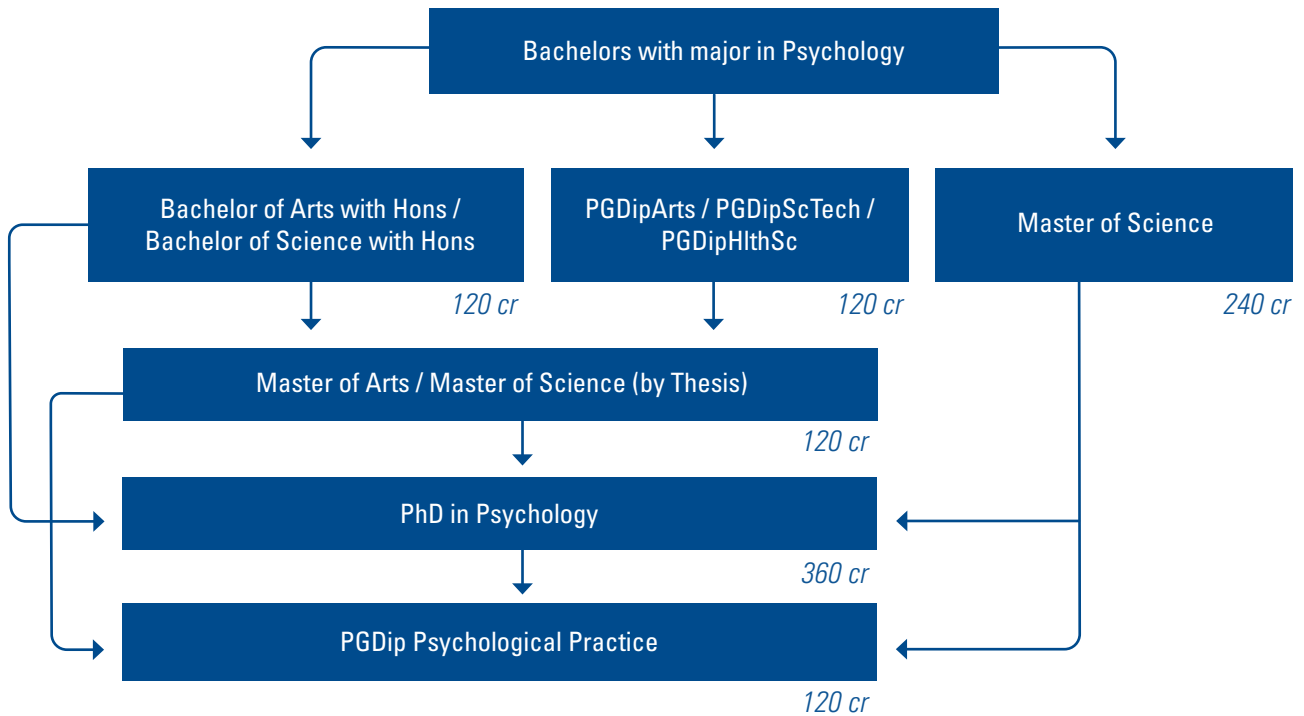 Bachelors with major in Psychology
Bachelor of Arts with Hons /
Bachelor of Science with Hons
120 cr
PGDipArts / PGDipScTech /
PGDipHlthSc
120 cr
Master of Science
240 cr
Master of Arts / Master of Science (by Thesis)
120 cr
PhD in Psychology
360 cr
PGDip Psychological Practice
120 cr